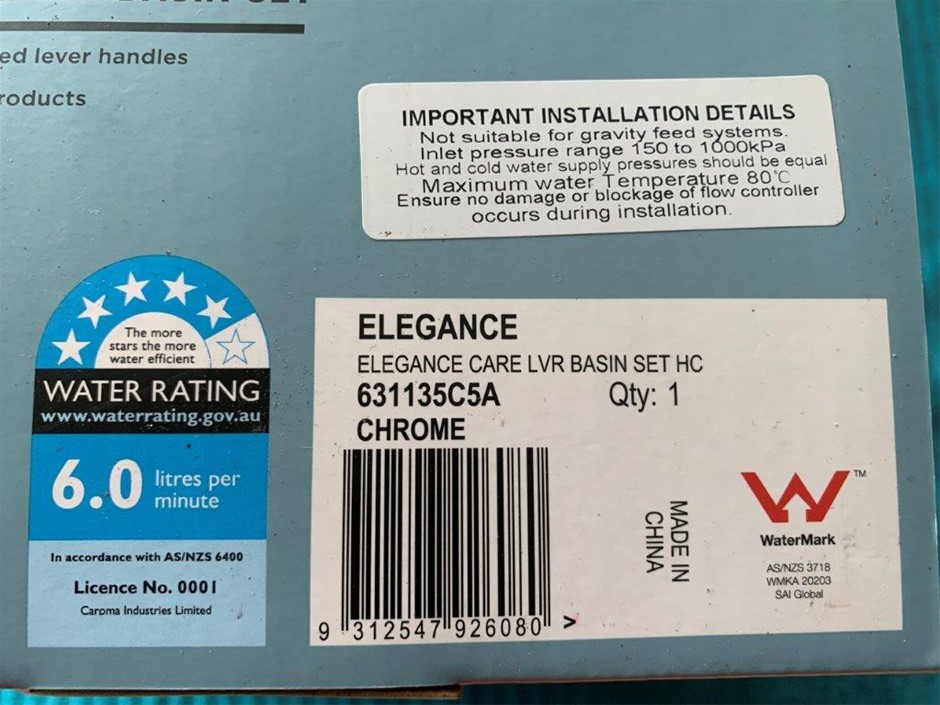 BASIN SET
ed lever handles
roducts
IMPORTANT INSTALLATION DETAILS
Not suitable for gravity feed systems.
Inlet pressure range 150 to 1000kPa
Hot and cold water supply pressures should be equal
Maximum water Temperature 80°C
Ensure no damage or blockage of flow controller
occurs during installation.
The more
stars the more
water efficient
WATER RATING
www.waterrating.gov.au
6.0 litres per
minute
In accordance with AS/NZS 6400
Licence No. 0001
Caroma Industries Limited
ELEGANCE
ELEGANCE CARE LVR BASIN SET HC
631135C5A Qty: 1
CHROME
9 312547 926080 >
MADE IN
CHINA
W TM
WaterMark
AS/NZS 3718
WMKA 20203
SAI Global